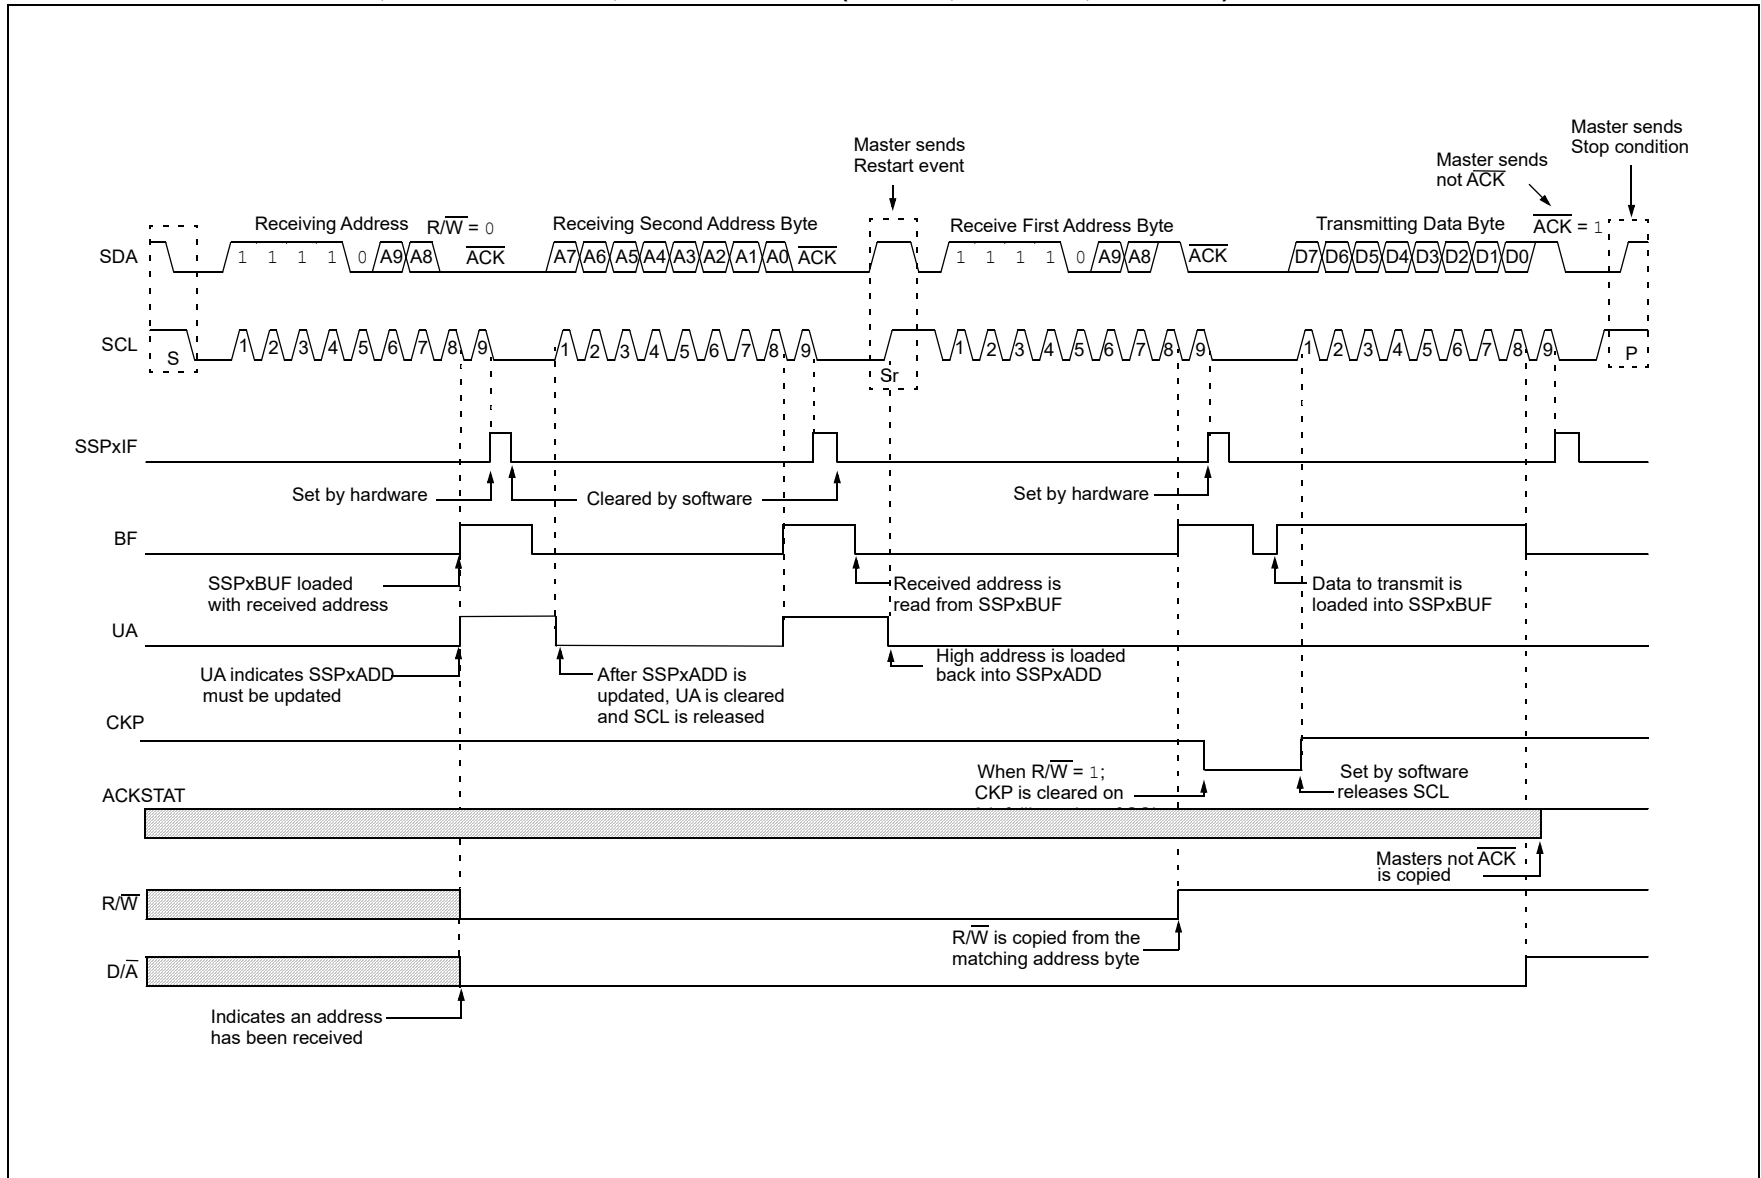 Master sends
Restart event
Master sends
not ACK
Master sends
Stop condition
Receiving Address R/W = 0
Receiving Second Address Byte
Receive First Address Byte
Transmitting Data Byte
ACK = 1
SDA 1 1 1 1 0 A9 A8 ACK A7 A6 A5 A4 A3 A2 A1 A0 ACK 1 1 1 1 0 A9 A8 ACK D7 D6 D5 D4 D3 D2 D1 D0
SCL S 1 2 3 4 5 6 7 8 9 1 2 3 4 5 6 7 8 9 Sr 1 2 3 4 5 6 7 8 9 1 2 3 4 5 6 7 8 9 P
SSPxIF
Set by hardware
Cleared by software
Set by hardware
BF
SSPxBUF loaded
with received address
Received address is
read from SSPxBUF
Data to transmit is
loaded into SSPxBUF
UA
UA indicates SSPxADD
must be updated
After SSPxADD is
updated, UA is cleared
and SCL is released
High address is loaded
back into SSPxADD
CKP
When R/W = 1;
CKP is cleared on
Set by software
releases SCL
ACKSTAT
Masters not ACK
is copied
R/W
R/W is copied from the
matching address byte
D/A
Indicates an address
has been received